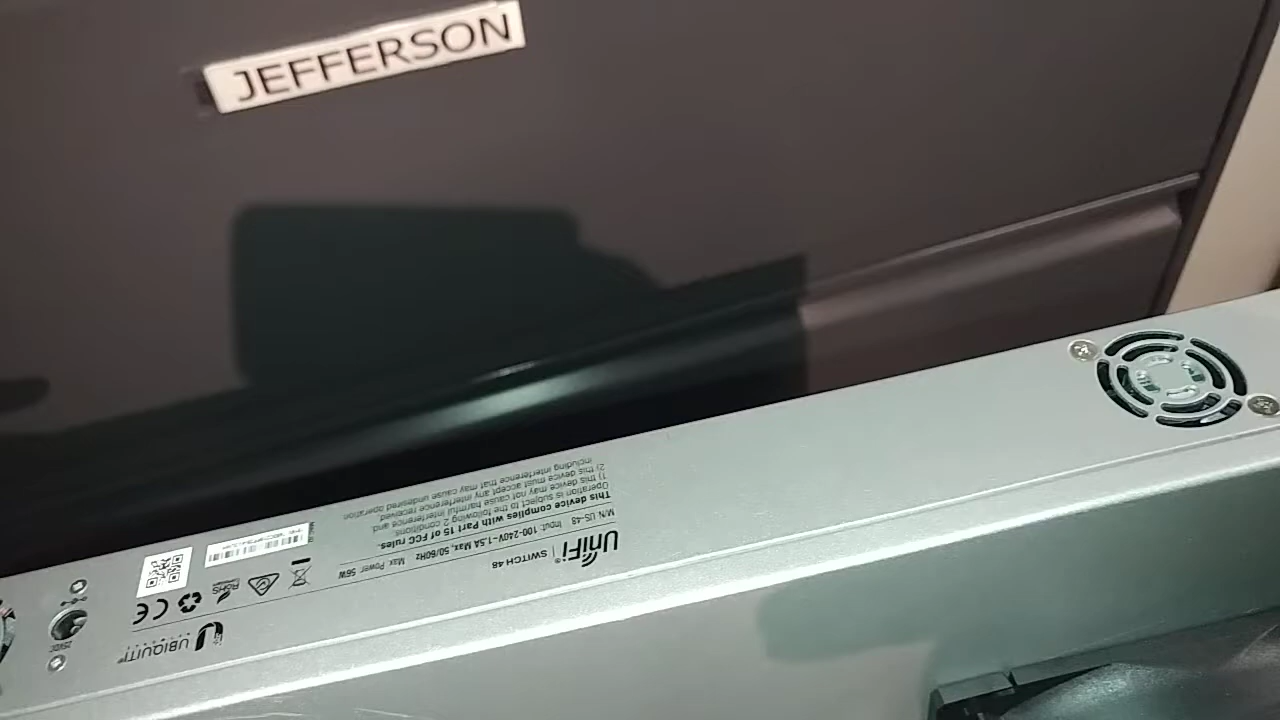 JEFFERSON
UniFi® | SWITCH 48
M/N US-48 Input: 100-240V~1.5A Max, 50/60Hz Max. Power 56W
This device complies with Part 15 of FCC rules.
Operation is subject to the following 2 conditions:
1) this device may not cause harmful interference and
2) this device must accept any interference received,
including interference that may cause undesired operation
UBIQUITI®
CE
RoHS